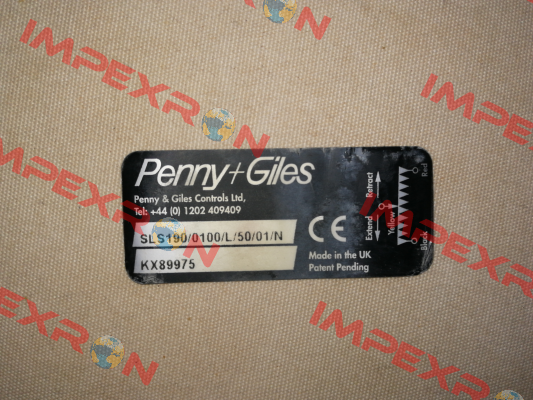 Penny+Giles
Penny & Giles Controls Ltd,
Tel: +44 (0) 1202 409409
SLS190/0100/L/50/01/N
KX89975
CE
Made in the UK
Patent Pending
Extend
Retract
Yellow
Red
Black
IMPEXRON
IMPEXRON
IMPEXRON
IMPEXRON
IMPEXRON